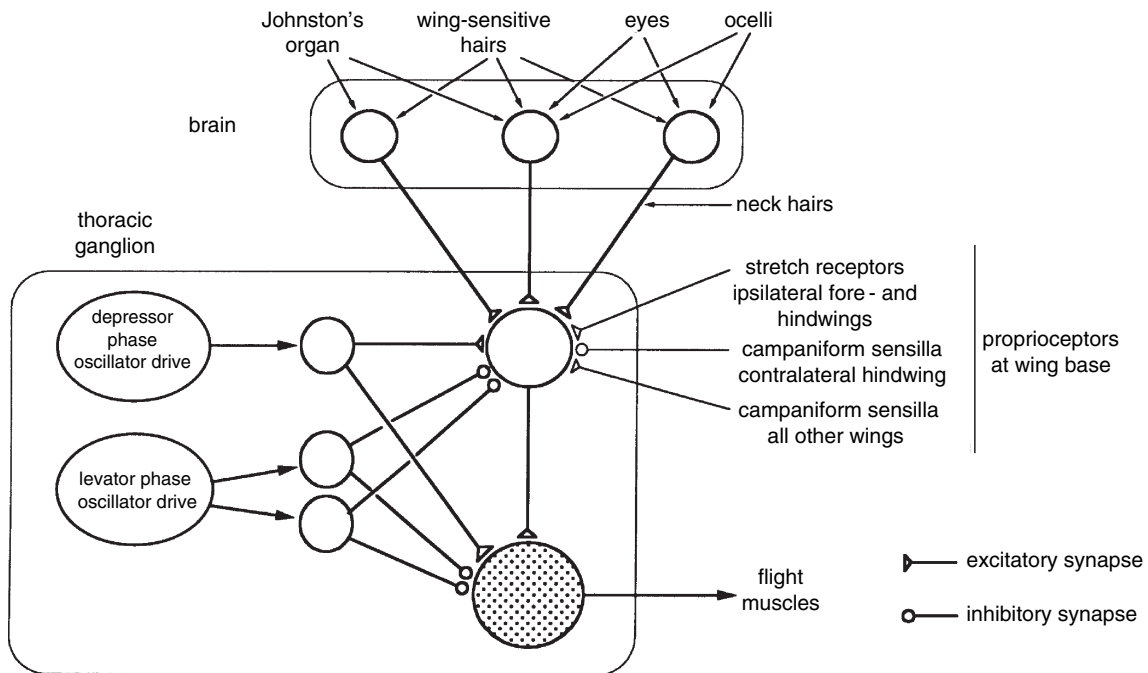 Johnston's
organ
wing-sensitive
hairs
eyes
ocelli
brain
neck hairs
thoracic
ganglion
stretch receptors
ipsilateral fore - and
hindwings
campaniform sensilla
contralateral hindwing
campaniform sensilla
all other wings
proprioceptors
at wing base
depressor
phase
oscillator drive
levator phase
oscillator drive
flight
muscles
excitatory synapse
inhibitory synapse